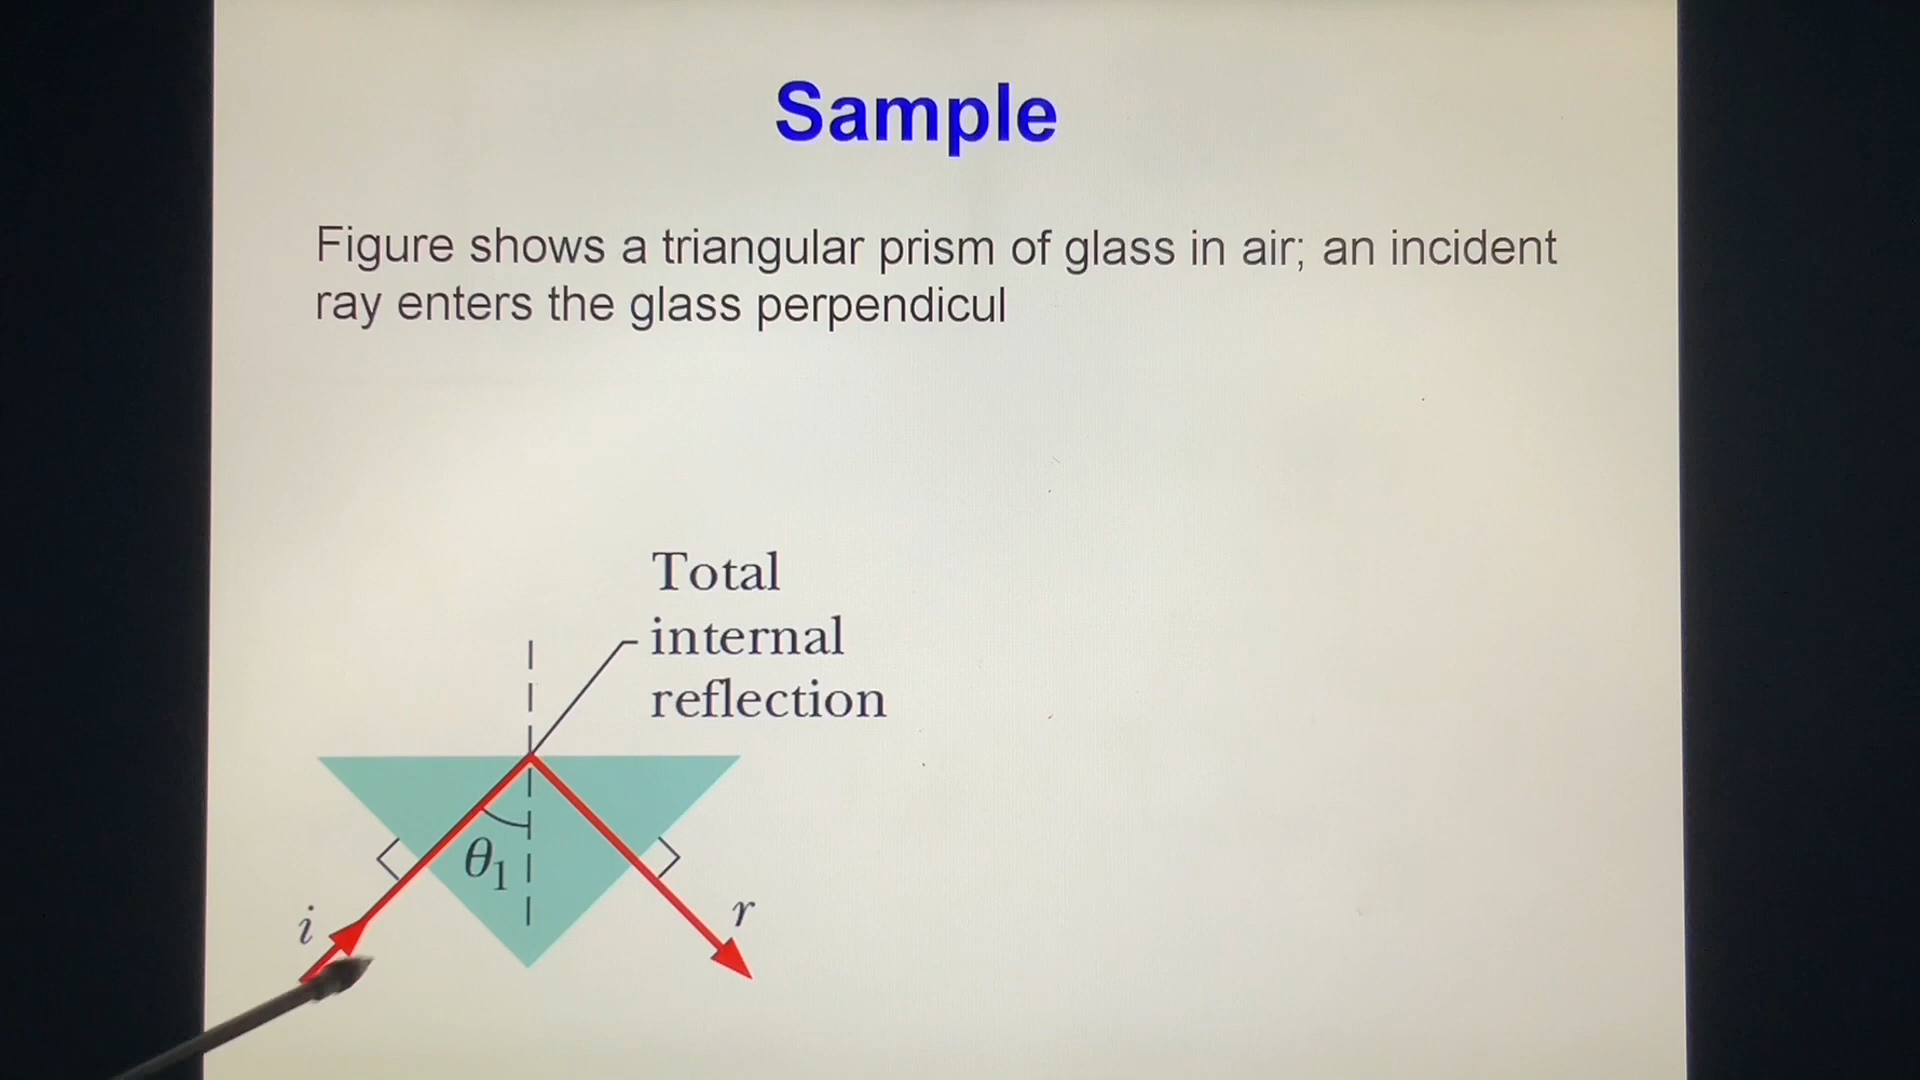 Sample
Figure shows a triangular prism of glass in air; an incident
ray enters the glass perpendicul
Total
internal
reflection
θ₁
i
r